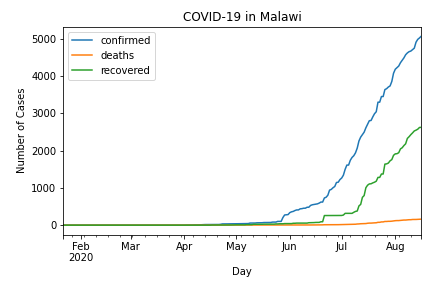 COVID-19 in Malawi
confirmed
deaths
recovered
Number of Cases
5000
4000
3000
2000
1000
0
Feb Mar Apr May Jun Jul Aug
2020
Day